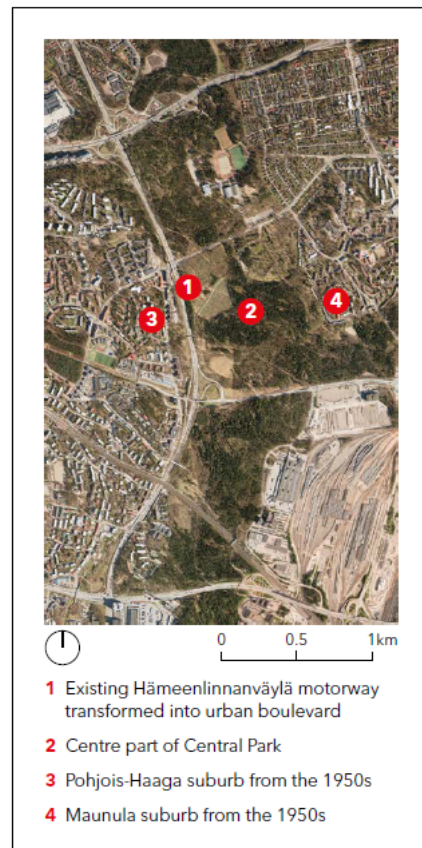 1
2
3
4
0 0.5 1km
1 Existing Hämeenlinnanväylä motorway
transformed into urban boulevard
2 Centre part of Central Park
3 Pohjois-Haaga suburb from the 1950s
4 Maunula suburb from the 1950s